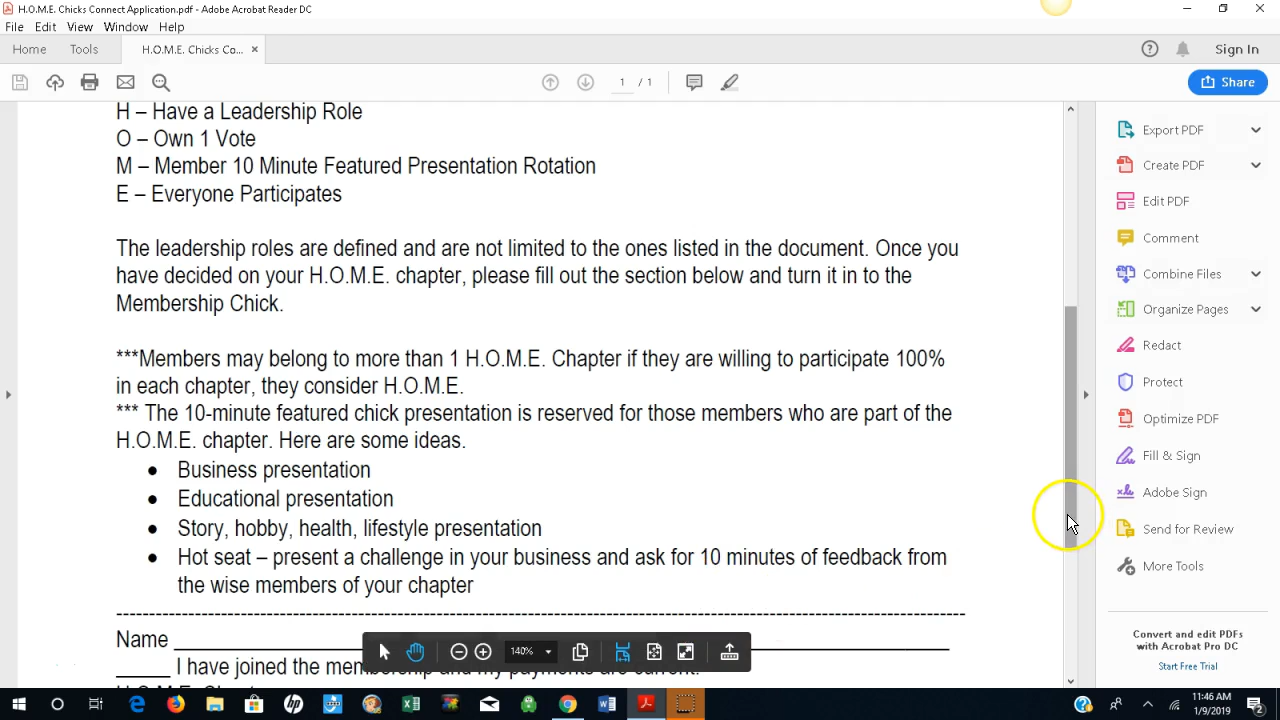 H.O.M.E. Chicks Connect Application.pdf - Adobe Acrobat Reader DC
File Edit View Window Help
Home Tools H.O.M.E. Chicks Co... × Sign In
1 / 1 Share
H – Have a Leadership Role
O – Own 1 Vote
M – Member 10 Minute Featured Presentation Rotation
E – Everyone Participates
The leadership roles are defined and are not limited to the ones listed in the document. Once you
have decided on your H.O.M.E. chapter, please fill out the section below and turn it in to the
Membership Chick.
***Members may belong to more than 1 H.O.M.E. Chapter if they are willing to participate 100%
in each chapter, they consider H.O.M.E.
*** The 10-minute featured chick presentation is reserved for those members who are part of the
H.O.M.E. chapter. Here are some ideas.
• Business presentation
• Educational presentation
• Story, hobby, health, lifestyle presentation
• Hot seat – present a challenge in your business and ask for 10 minutes of feedback from
the wise members of your chapter
Name
I have joined the membership and my payments are current.
140%
Export PDF
Create PDF
Edit PDF
Comment
Combine Files
Organize Pages
Redact
Protect
Optimize PDF
Fill & Sign
Adobe Sign
Send for Review
More Tools
Convert and edit PDFs
with Acrobat Pro DC
Start Free Trial
11:46 AM
1/9/2019
2